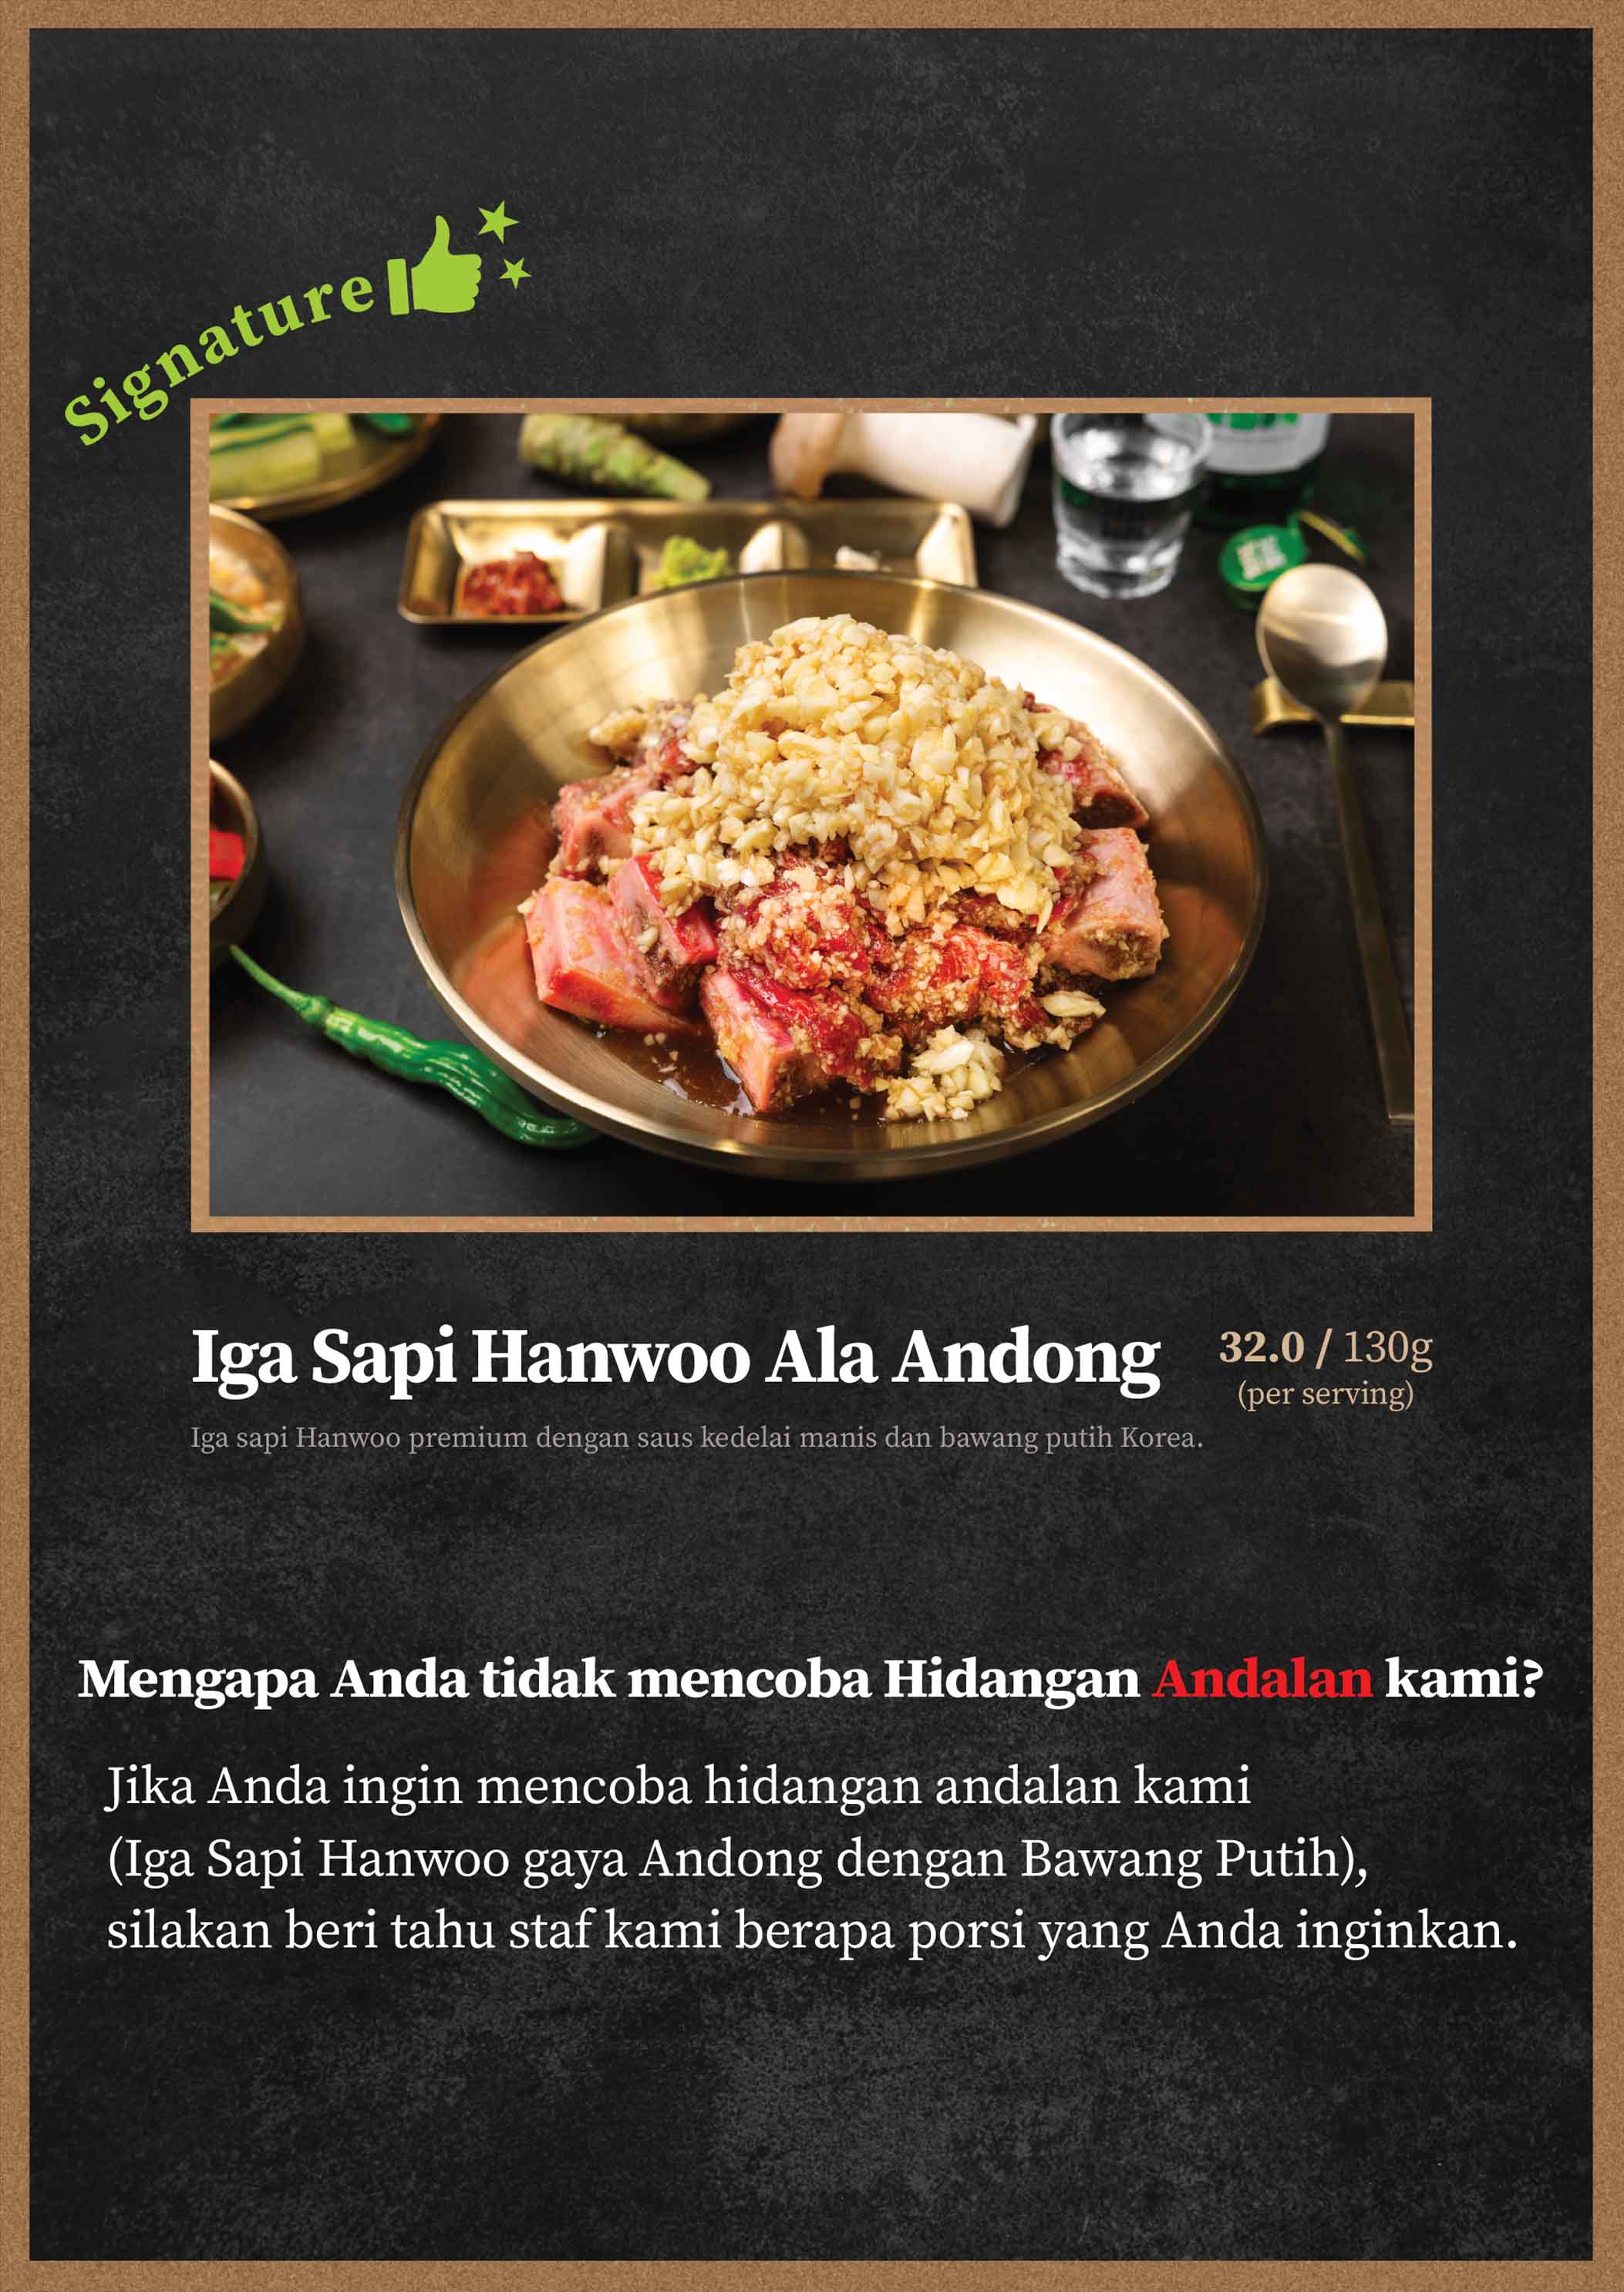 Signature
Iga Sapi Hanwoo Ala Andong
32.0 / 130g
(per serving)
Iga sapi Hanwoo premium dengan saus kedelai manis dan bawang putih Korea.
Mengapa Anda tidak mencoba Hidangan Andalan kami?
Jika Anda ingin mencoba hidangan andalan kami
(Iga Sapi Hanwoo gaya Andong dengan Bawang Putih),
silakan beri tahu staf kami berapa porsi yang Anda inginkan.